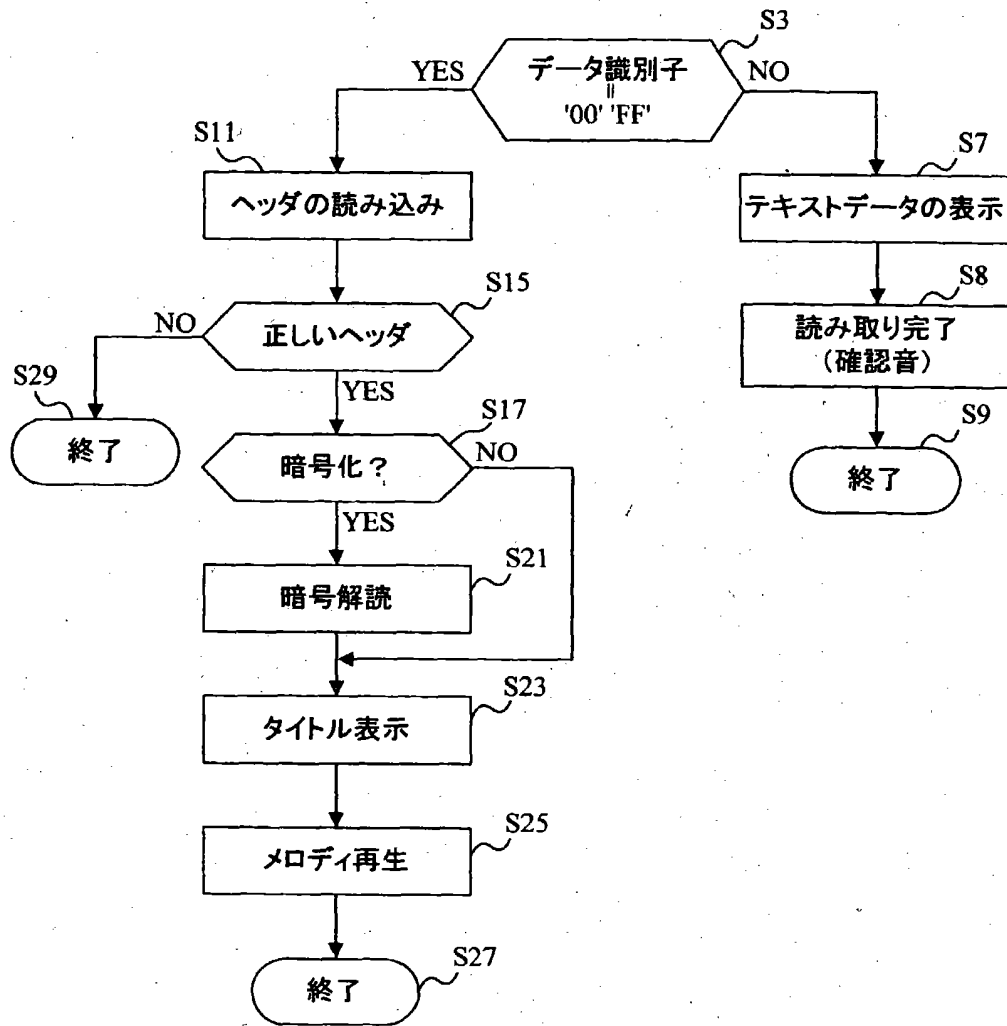 S3
データ識別子
=
'00' 'FF'
YES
NO
S11
ヘッダの読み込み
S7
テキストデータの表示
S15
正しいヘッダ
NO
YES
S8
読み取り完了
（確認音）
S29
終了
S17
暗号化？
NO
YES
S9
終了
S21
暗号解読
S23
タイトル表示
S25
メロディ再生
S27
終了